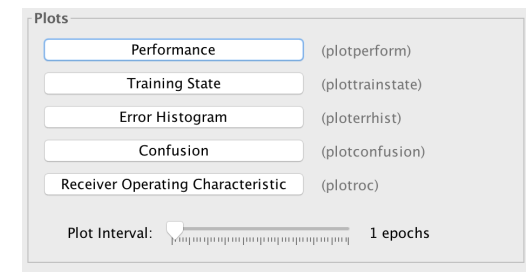 Plots
Performance (plotperform)
Training State (plottrainstate)
Error Histogram (ploterrhist)
Confusion (plotconfusion)
Receiver Operating Characteristic (plotroc)
Plot Interval: 1 epochs